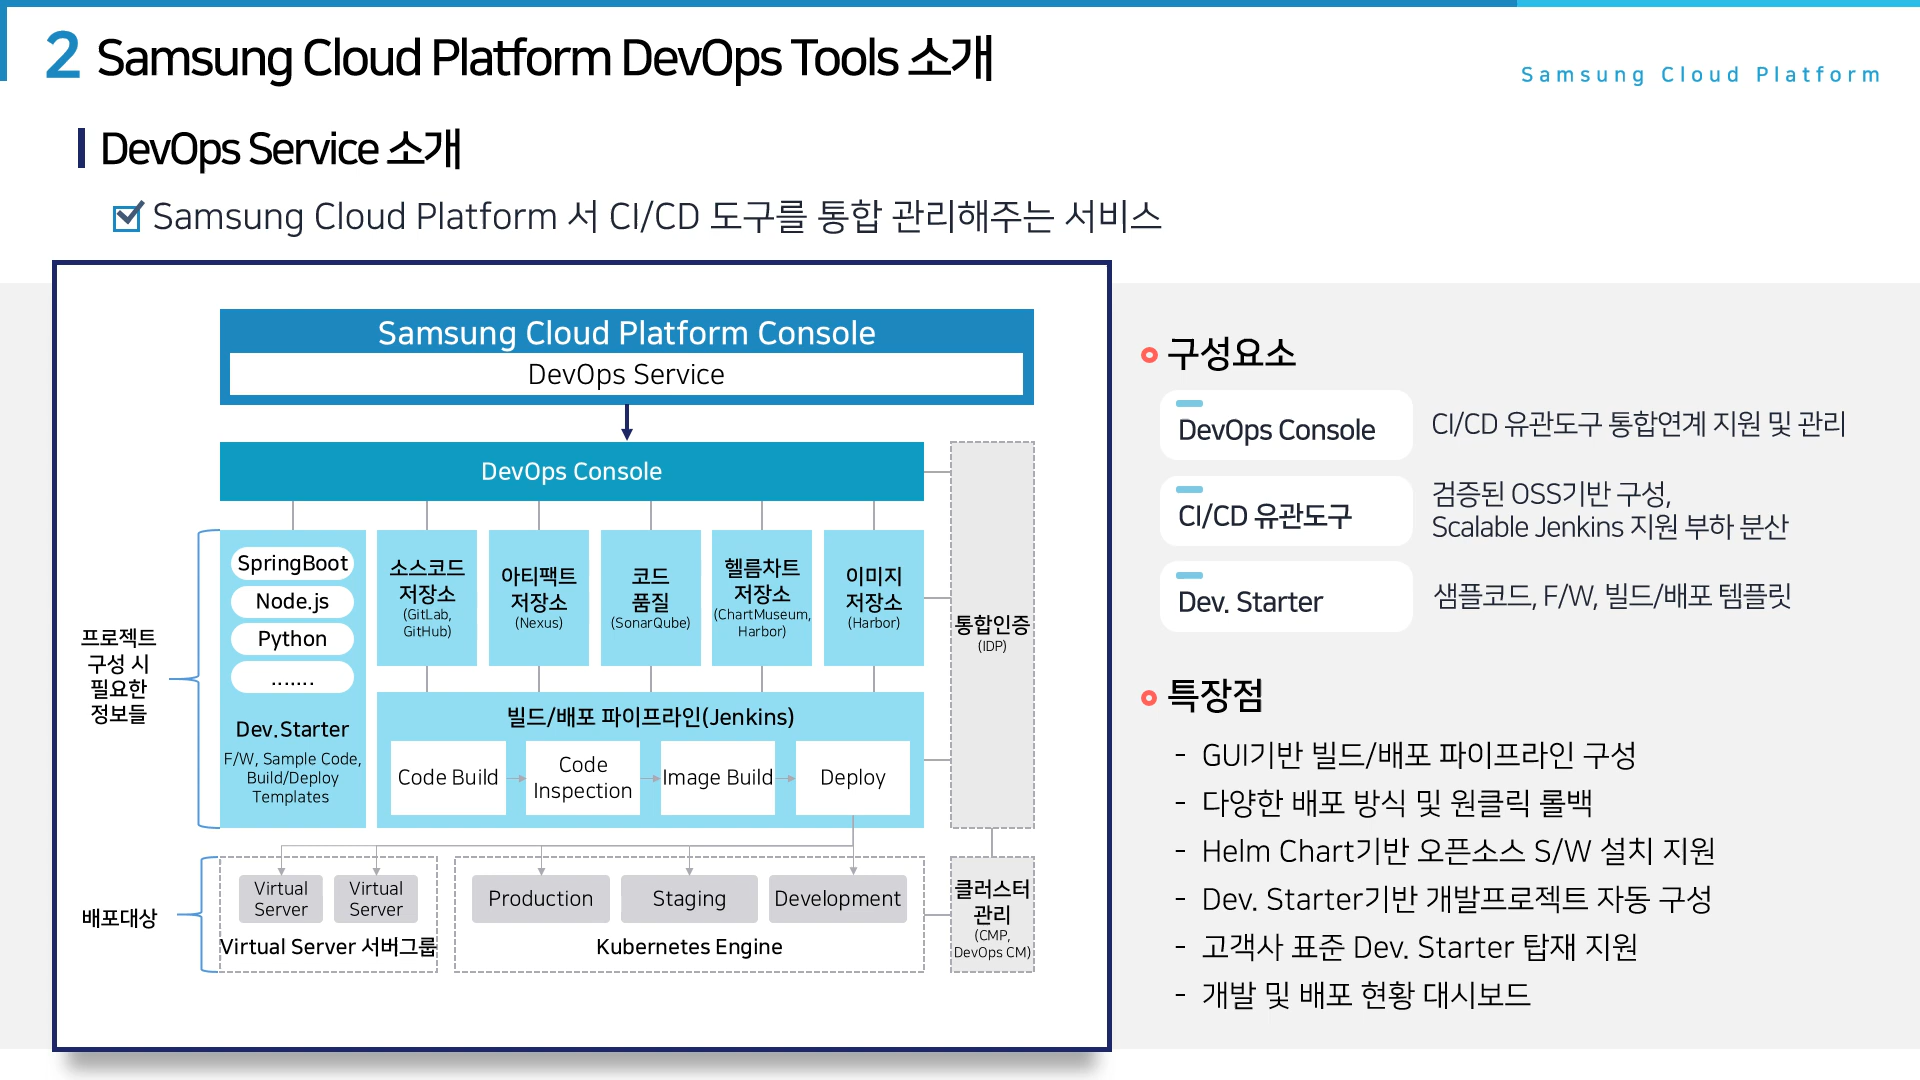 2 Samsung Cloud Platform DevOps Tools 소개
Samsung Cloud Platform
DevOps Service 소개
Samsung Cloud Platform 서 CI/CD 도구를 통합 관리해주는 서비스
Samsung Cloud Platform Console
DevOps Service
DevOps Console
프로젝트
구성 시
필요한
정보들
SpringBoot
Node.js
Python
.......
Dev.Starter
F/W, Sample Code,
Build/Deploy
Templates
소스코드
저장소
(GitLab,
GitHub)
아티팩트
저장소
(Nexus)
코드
품질
(SonarQube)
헬름차트
저장소
(ChartMuseum,
Harbor)
이미지
저장소
(Harbor)
통합인증
(IDP)
빌드/배포 파이프라인(Jenkins)
Code Build
Code
Inspection
Image Build
Deploy
배포대상
Virtual
Server
Virtual
Server
Virtual Server 서버그룹
Production
Staging
Development
Kubernetes Engine
클러스터
관리
(CMP,
DevOps CM)
구성요소
DevOps Console
CI/CD 유관도구 통합연계 지원 및 관리
CI/CD 유관도구
검증된 OSS기반 구성,
Scalable Jenkins 지원 부하 분산
Dev. Starter
샘플코드, F/W, 빌드/배포 템플릿
특장점
- GUI기반 빌드/배포 파이프라인 구성
- 다양한 배포 방식 및 원클릭 롤백
- Helm Chart기반 오픈소스 S/W 설치 지원
- Dev. Starter기반 개발프로젝트 자동 구성
- 고객사 표준 Dev. Starter 탑재 지원
- 개발 및 배포 현황 대시보드